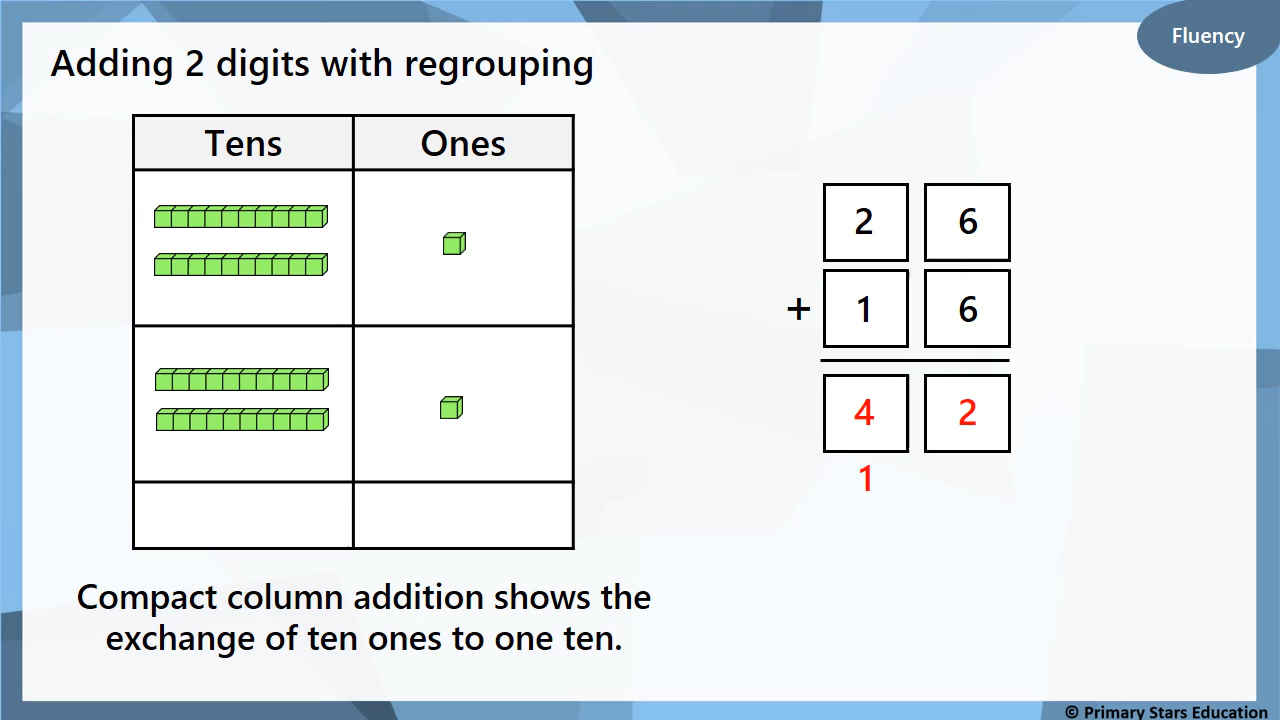 Fluency
Adding 2 digits with regrouping
Tens Ones
2 6
+ 1 6
4 2
1
Compact column addition shows the
exchange of ten ones to one ten.
© Primary Stars Education